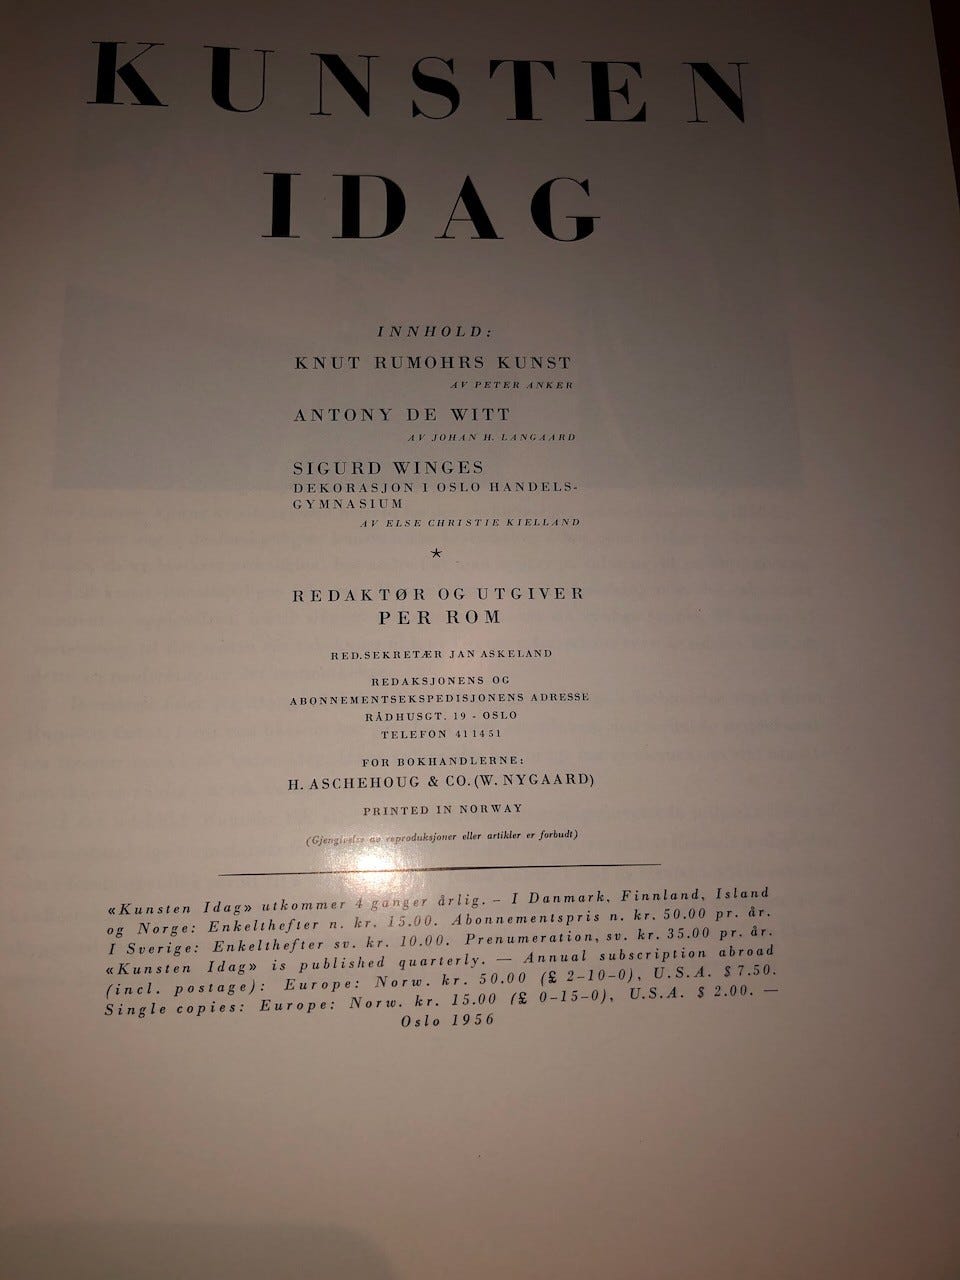 KUNSTEN
IDAG
INNHOLD:
KNUT RUMOHRS KUNST
AV PETER ANKER
ANTONY DE WITT
AV JOHAN H. LANGAARD
SIGURD WINGES
DEKORASJON I OSLO HANDELS-
GYMNASIUM
AV ELSE CHRISTIE KIELLAND
★
REDAKTØR OG UTGIVER
PER ROM
RED.SEKRETÆR JAN ASKELAND
REDAKSJONENS OG
ABONNEMENTSEKSPEDISJONENS ADRESSE
RÅDHUSGT. 19 - OSLO
TELEFON 411451
FOR BOKHANDLERNE:
H. ASCHEHOUG & CO. (W. NYGAARD)
PRINTED IN NORWAY
(Gjengivelse av reproduksjoner eller artikler er forbudt)
«Kunsten Idag» utkommer 4 ganger årlig. – I Danmark, Finnland, Island
og Norge: Enkelthefter n. kr. 15.00. Abonnementspris n. kr. 50.00 pr. år.
I Sverige: Enkelthefter sv. kr. 10.00. Prenumeration, sv. kr. 35.00 pr. år.
«Kunsten Idag» is published quarterly. — Annual subscription abroad
(incl. postage): Europe: Norw. kr. 50.00 (£ 2-10-0), U.S.A. $ 7.50.
Single copies: Europe: Norw. kr. 15.00 (£ 0-15-0), U.S.A. $ 2.00. —
Oslo 1956